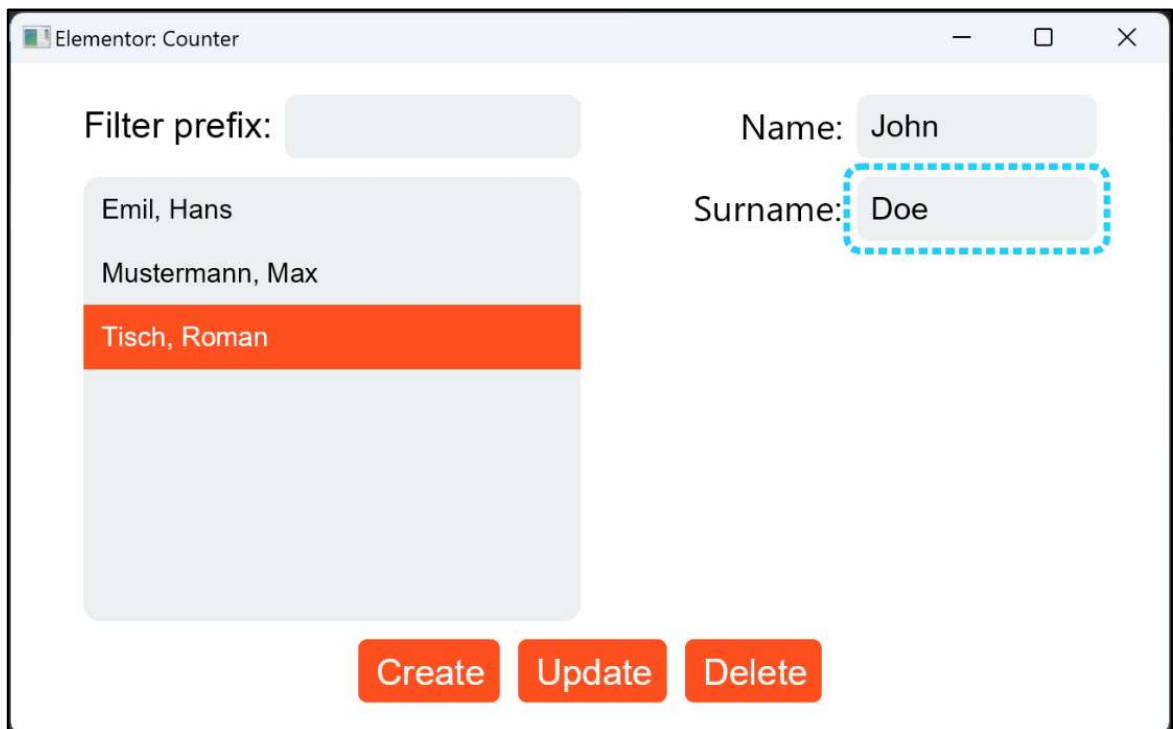 Elementor: Counter
Filter prefix:
Name: John
Surname: Doe
Emil, Hans
Mustermann, Max
Tisch, Roman
Create Update Delete